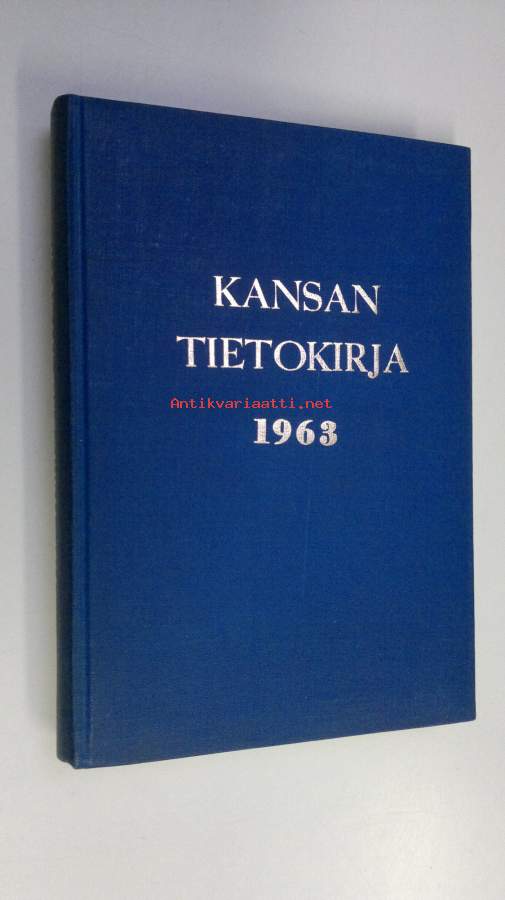 KANSAN
TIETOKIRJA
Antikvariaatti.net
1963